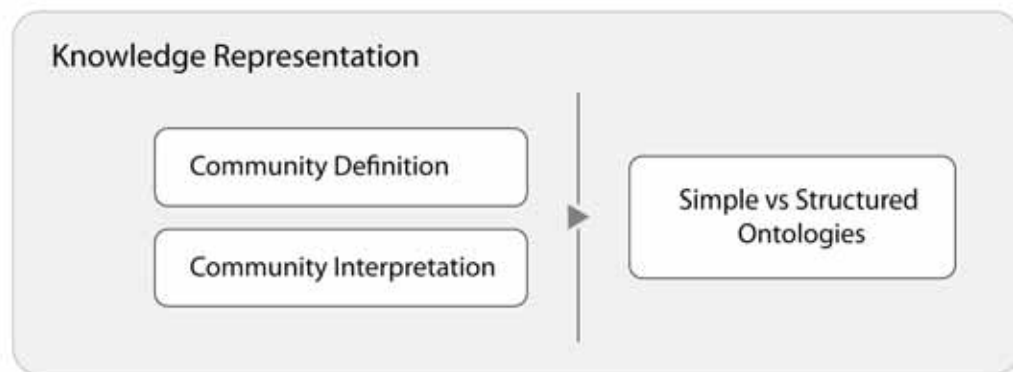 Knowledge Representation
Community Definition
Community Interpretation
Simple vs Structured
Ontologies